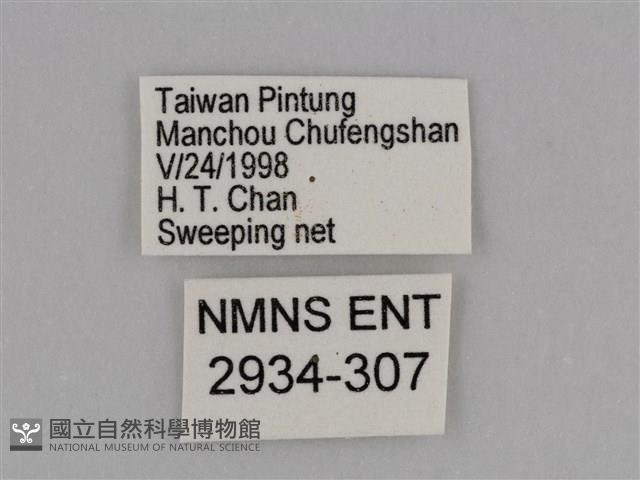 Taiwan Pintung
Manchou Chufengshan
V/24/1998
H. T. Chan
Sweeping net
NMNS ENT
2934-307
國立自然科學博物館
NATIONAL MUSEUM OF NATURAL SCIENCE